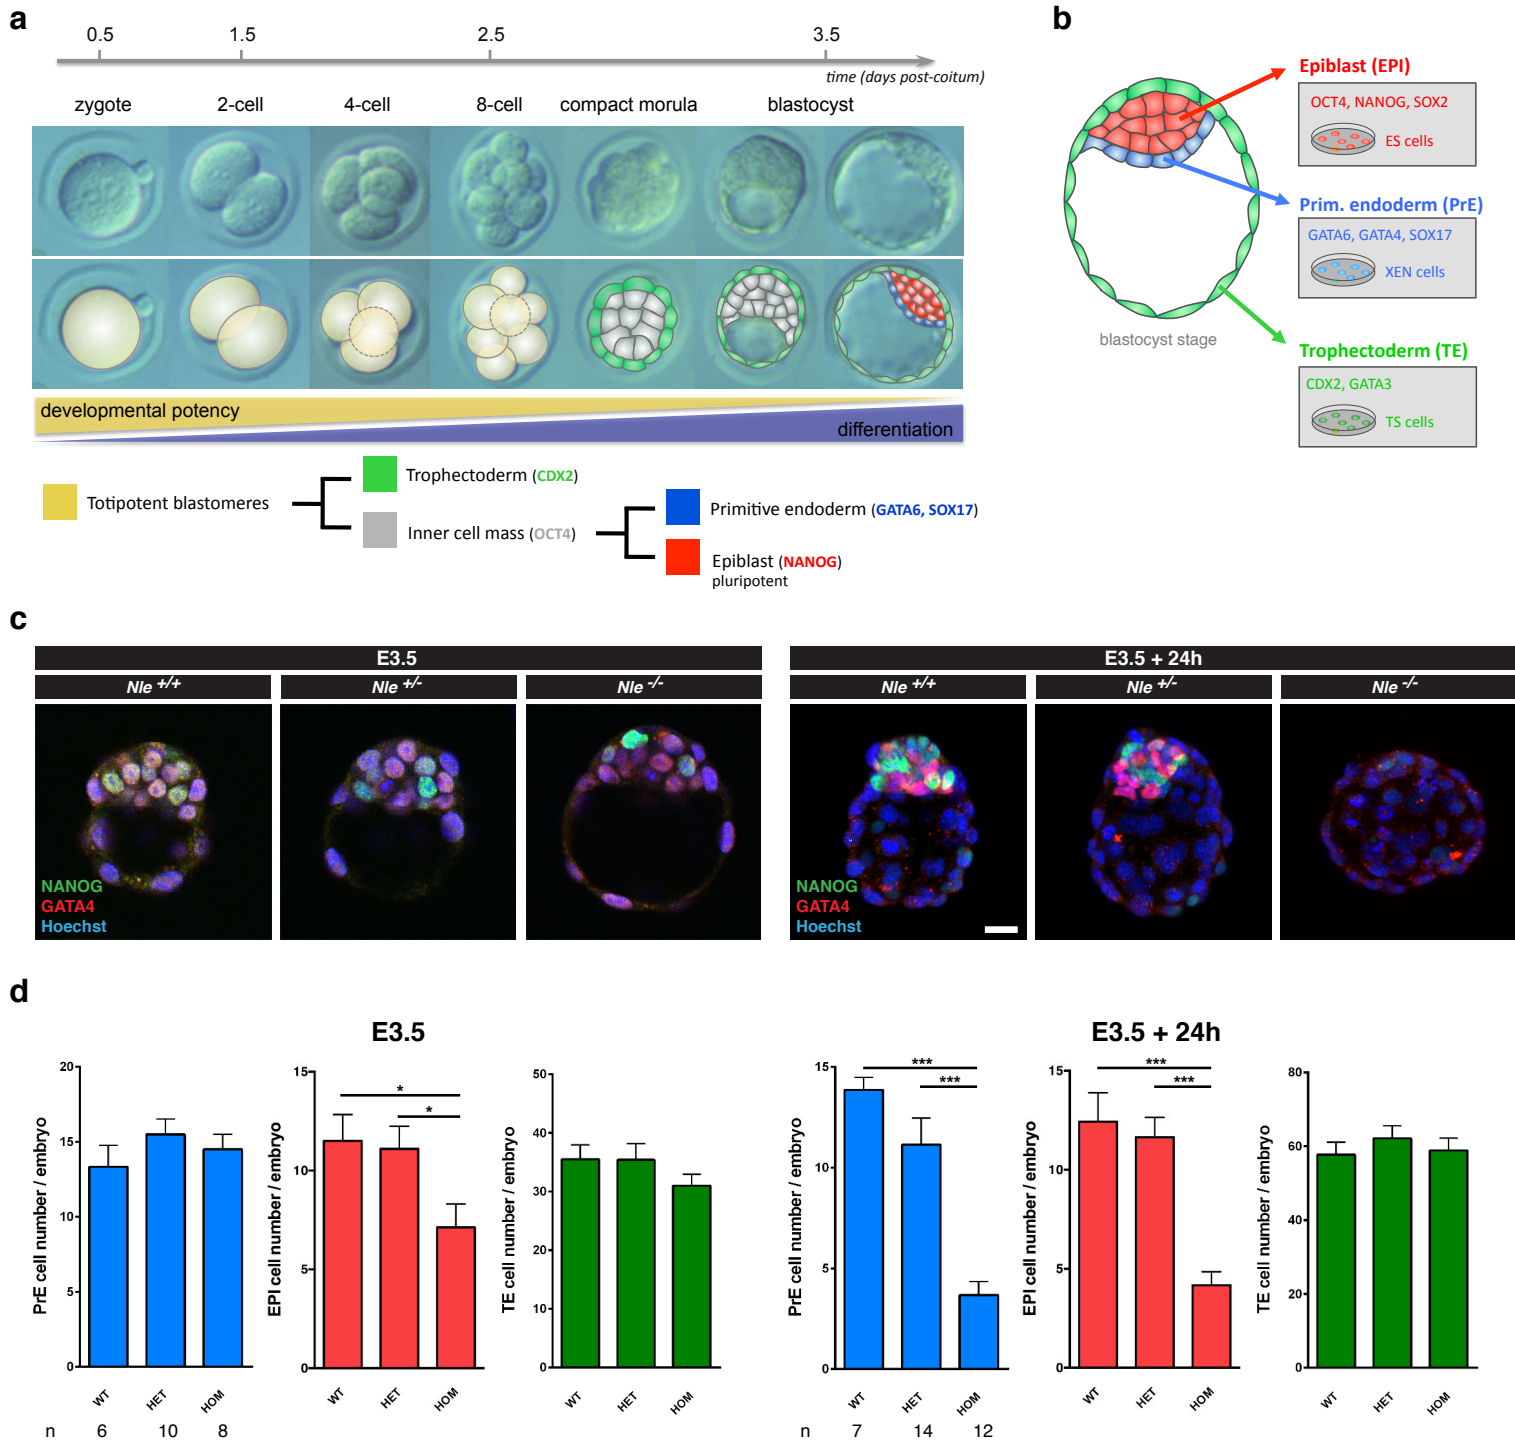 a
0.5 1.5 2.5 3.5
time (days post-coitum)
zygote 2-cell 4-cell 8-cell compact morula blastocyst
developmental potency
differentiation
Totipotent blastomeres
Trophectoderm (CDX2)
Inner cell mass (OCT4)
Primitive endoderm (GATA6, SOX17)
Epiblast (NANOG)
pluripotent
b
Epiblast (EPI)
OCT4, NANOG, SOX2
ES cells
Prim. endoderm (PrE)
GATA6, GATA4, SOX17
XEN cells
blastocyst stage
Trophectoderm (TE)
CDX2, GATA3
TS cells
c
E3.5
Nle +/+ Nle +/- Nle -/-
NANOG
GATA4
Hoechst
E3.5 + 24h
Nle +/+ Nle +/- Nle -/-
NANOG
GATA4
Hoechst
d
E3.5
PrE cell number / embryo
20
15
10
5
0
WT HET HOM
EPI cell number / embryo
15
10
5
0
* 
*
WT HET HOM
TE cell number / embryo
50
40
30
20
10
0
WT HET HOM
n 6 10 8
E3.5 + 24h
PrE cell number / embryo
15
10
5
0
***
***
WT HET HOM
EPI cell number / embryo
15
10
5
0
***
***
WT HET HOM
TE cell number / embryo
80
60
40
20
0
WT HET HOM
n 7 14 12